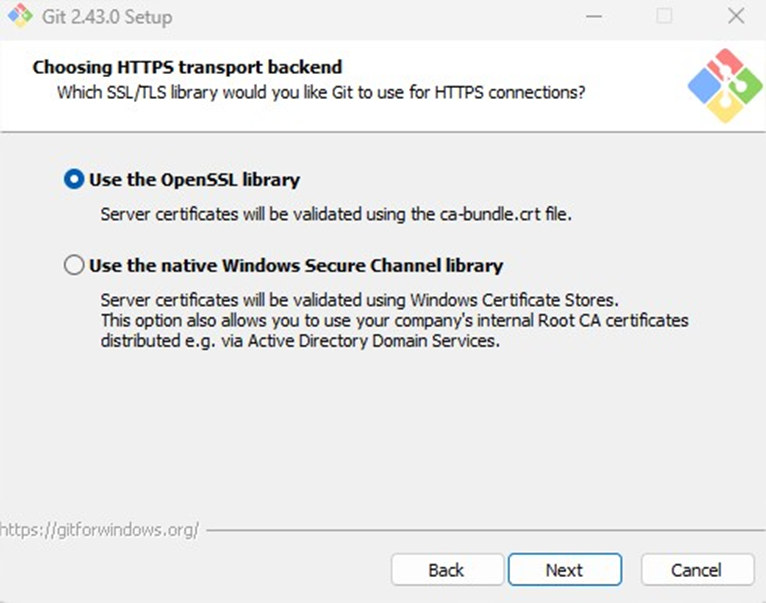 Git 2.43.0 Setup
Choosing HTTPS transport backend
Which SSL/TLS library would you like Git to use for HTTPS connections?
Use the OpenSSL library
Server certificates will be validated using the ca-bundle.crt file.
Use the native Windows Secure Channel library
Server certificates will be validated using Windows Certificate Stores.
This option also allows you to use your company's internal Root CA certificates
distributed e.g. via Active Directory Domain Services.
https://gitforwindows.org/
Back
Next
Cancel